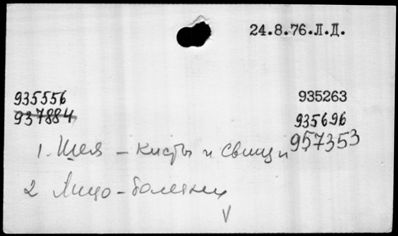 24.8.76.Л.Д.
935556
935263
937884
935696
957353
1. Шея – кисты и свищи
2 Лицо – болезни